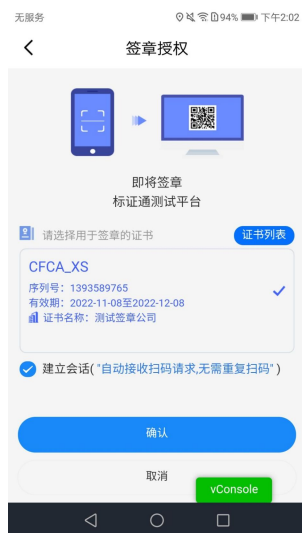 无服务 94% 下午2:02
签章授权
即将签章
标证通测试平台
请选择用于签章的证书 证书列表
CFCA_XS
序列号：1393589765
有效期：2022-11-08至2022-12-08
证书名称：测试签章公司
建立会话("自动接收扫码请求,无需重复扫码")
确认
取消
vConsole